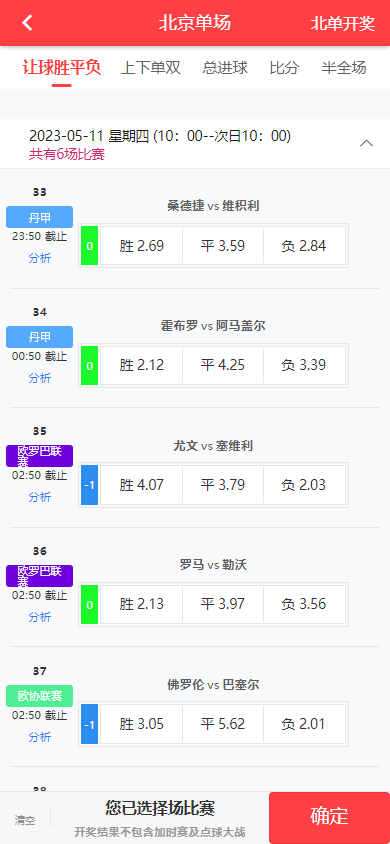 北京单场
北单开奖
让球胜平负 上下单双 总进球 比分 半全场
2023-05-11 星期四 (10：00--次日10：00)
共有6场比赛
33
丹甲
23:50 截止
分析
桑德捷 vs 维积利
0 胜 2.69 平 3.59 负 2.84
34
丹甲
00:50 截止
分析
霍布罗 vs 阿马盖尔
0 胜 2.12 平 4.25 负 3.39
35
欧罗巴联
赛
02:50 截止
分析
尤文 vs 塞维利
-1 胜 4.07 平 3.79 负 2.03
36
欧罗巴联
赛
02:50 截止
分析
罗马 vs 勒沃
0 胜 2.13 平 3.97 负 3.56
37
欧协联赛
02:50 截止
分析
佛罗伦 vs 巴塞尔
-1 胜 3.05 平 5.62 负 2.01
38
清空
您已选择场比赛
开奖结果不包含加时赛及点球大战
确定